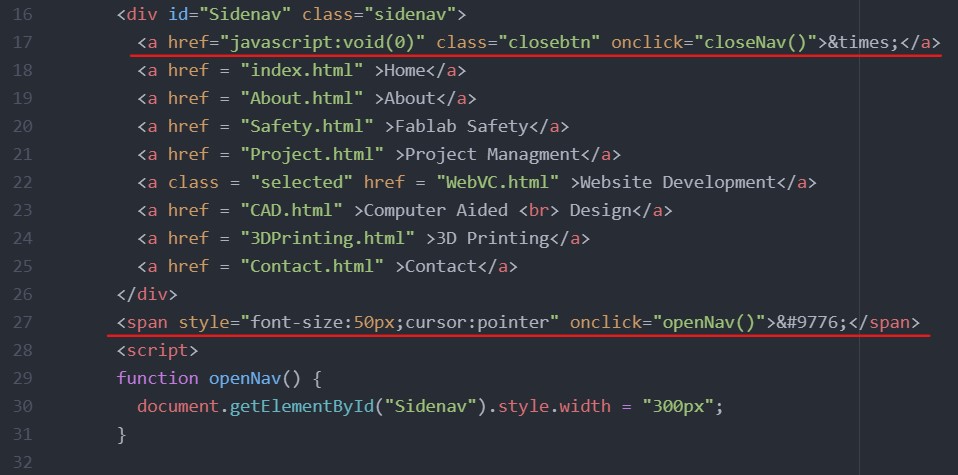 16 <div id="Sidenav" class="sidenav">
17 <a href="javascript:void(0)" class="closebtn" onclick="closeNav()">&times;</a>
18 <a href = "index.html" >Home</a>
19 <a href = "About.html" >About</a>
20 <a href = "Safety.html" >Fablab Safety</a>
21 <a href = "Project.html" >Project Managment</a>
22 <a class = "selected" href = "WebVC.html" >Website Development</a>
23 <a href = "CAD.html" >Computer Aided <br> Design</a>
24 <a href = "3DPrinting.html" >3D Printing</a>
25 <a href = "Contact.html" >Contact</a>
26 </div>
27 <span style="font-size:50px;cursor:pointer" onclick="openNav()">&#9776;</span>
28 <script>
29 function openNav() {
30 document.getElementById("Sidenav").style.width = "300px";
31 }
32